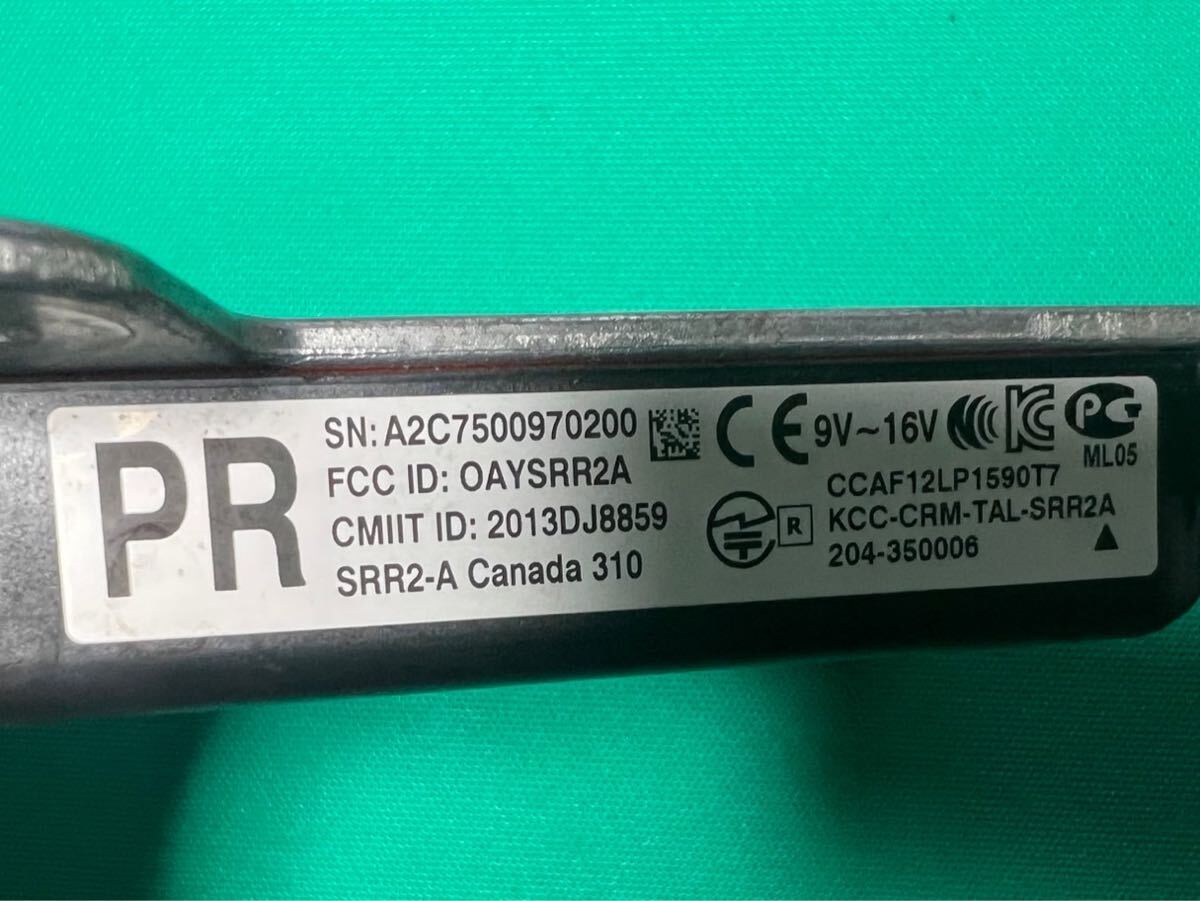 PR
SN: A2C7500970200
FCC ID: OAYSRR2A
CMIIT ID: 2013DJ8859
SRR2-A Canada 310
CE 9V~16V
ML05
CCAF12LP1590T7
R KCC-CRM-TAL-SRR2A
204-350006